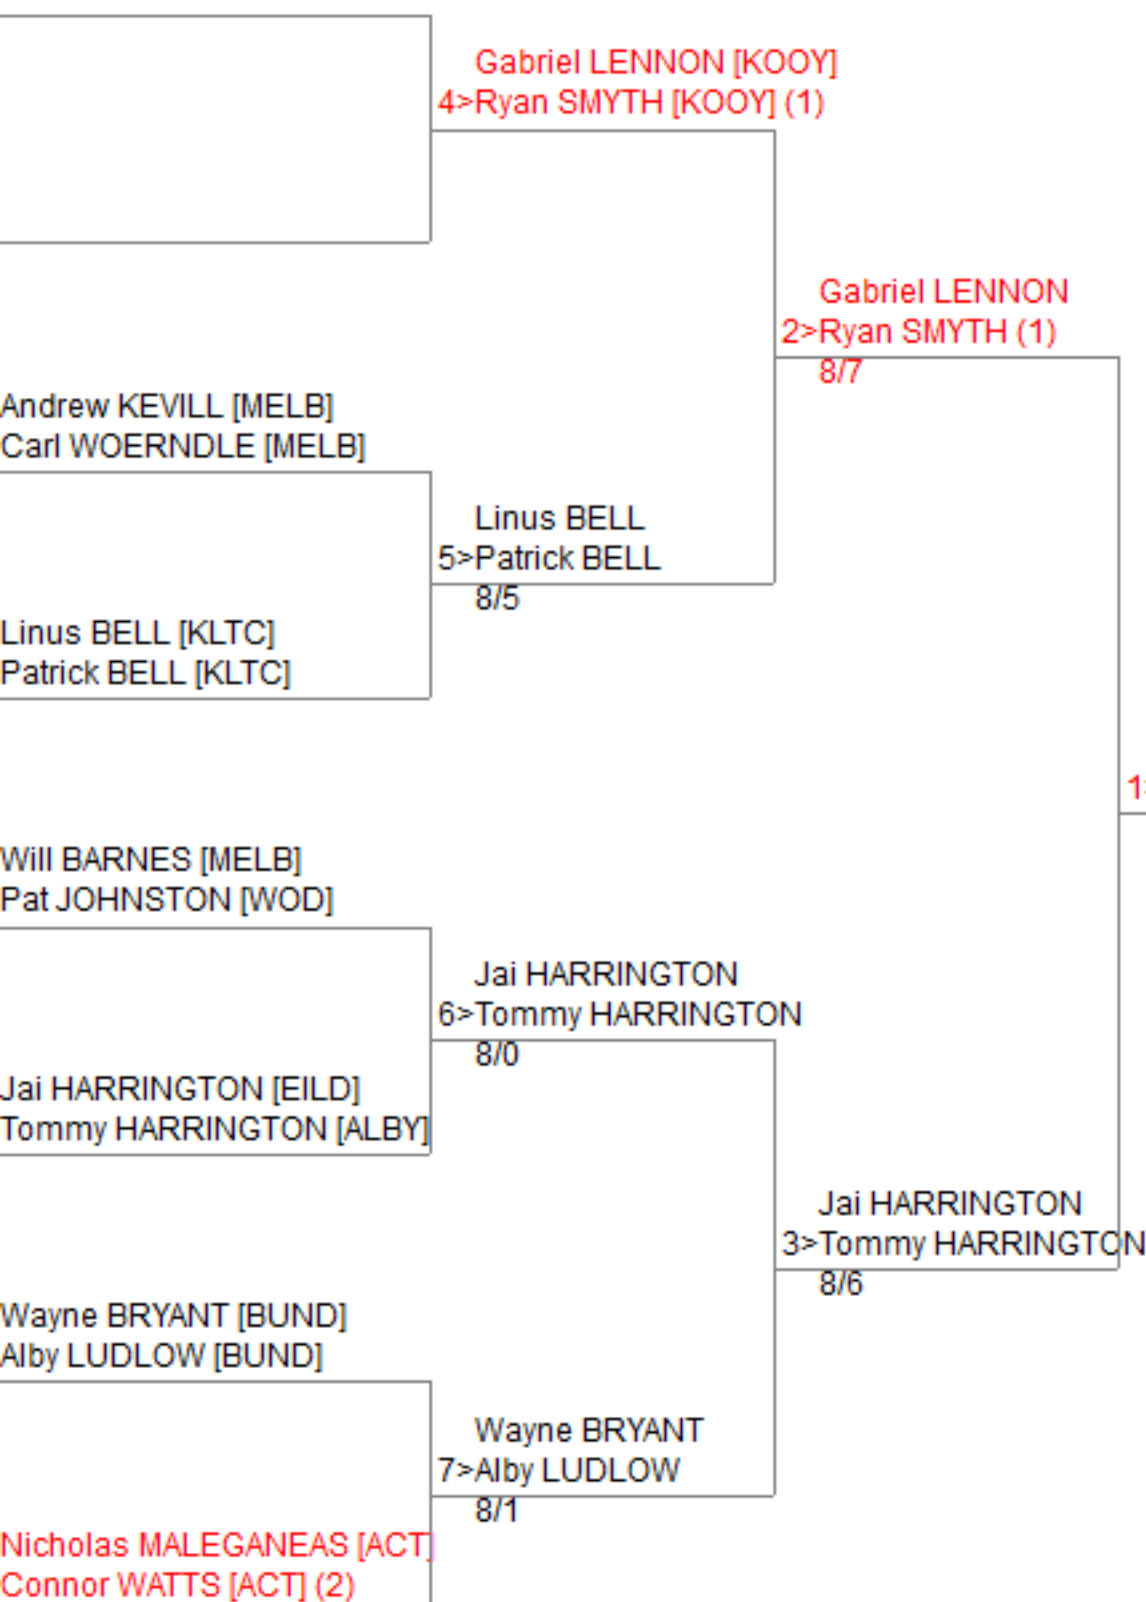 Gabriel LENNON [KOOY]
4>Ryan SMYTH [KOOY] (1)
Gabriel LENNON
2>Ryan SMYTH (1)
8/7
Andrew KEVILL [MELB]
Carl WOERNDLE [MELB]
Linus BELL
5>Patrick BELL
8/5
Linus BELL [KLTC]
Patrick BELL [KLTC]
1>
Will BARNES [MELB]
Pat JOHNSTON [WOD]
Jai HARRINGTON
6>Tommy HARRINGTON
8/0
Jai HARRINGTON [EILD]
Tommy HARRINGTON [ALBY]
Jai HARRINGTON
3>Tommy HARRINGTON
8/6
Wayne BRYANT [BUND]
Alby LUDLOW [BUND]
Wayne BRYANT
7>Alby LUDLOW
8/1
Nicholas MALEGANEAS [ACT]
Connor WATTS [ACT] (2)